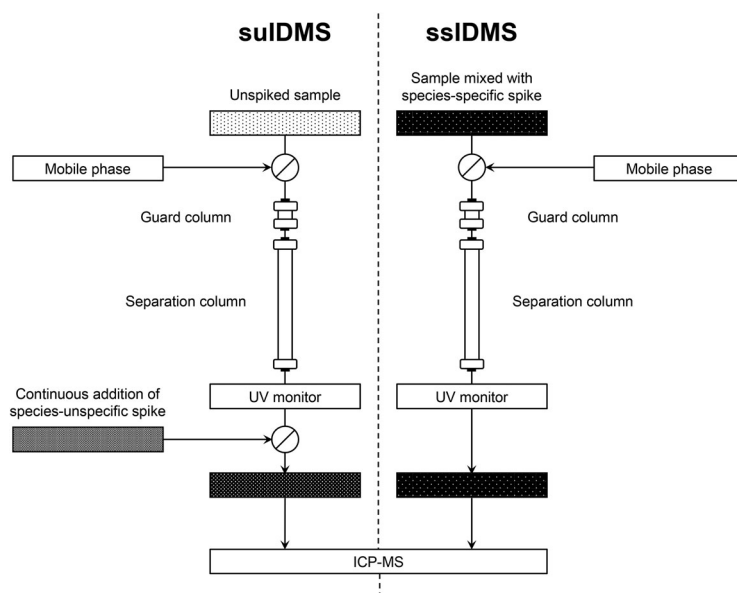 suIDMS
ssIDMS
Unspiked sample
Sample mixed with
species-specific spike
Mobile phase
Mobile phase
Guard column
Guard column
Separation column
Separation column
Continuous addition of
species-unspecific spike
UV monitor
UV monitor
ICP-MS